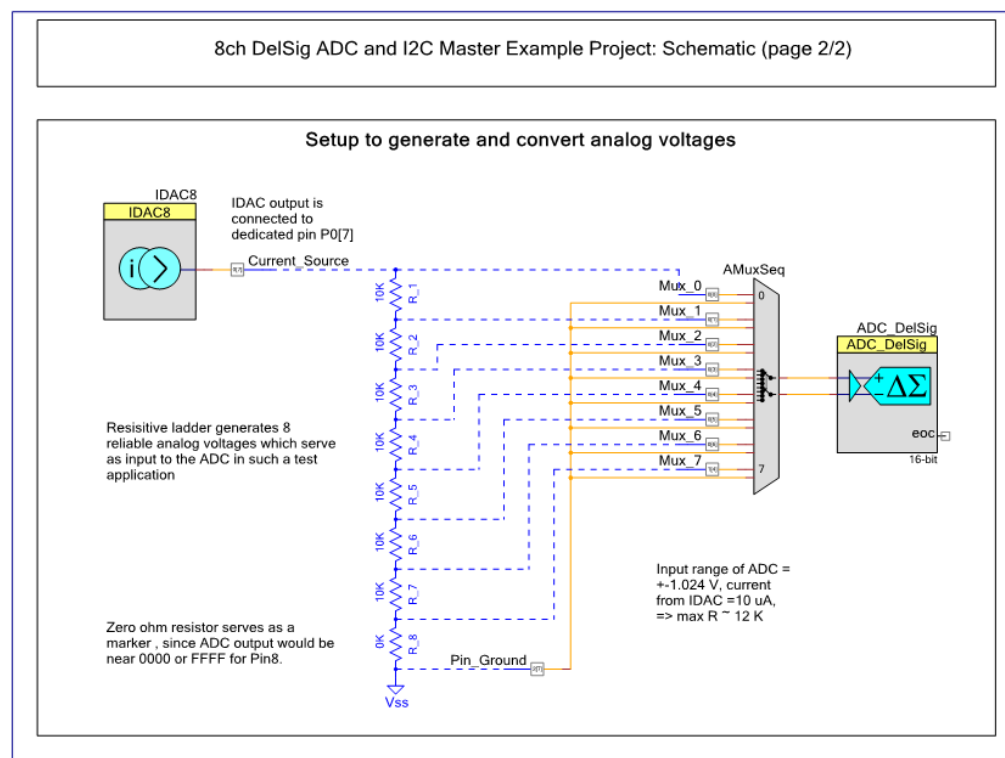 8ch DelSig ADC and I2C Master Example Project: Schematic (page 2/2)
Setup to generate and convert analog voltages
IDAC8
IDAC8
i
IDAC output is
connected to
dedicated pin P0[7]
Current_Source
10K
R_1
10K
R_2
10K
R_3
10K
R_4
10K
R_5
10K
R_6
10K
R_7
0K
R_8
Vss
AMuxSeq
Mux_0
0
Mux_1
Mux_2
Mux_3
Mux_4
Mux_5
Mux_6
Mux_7
7
ADC_DelSig
ADC_DelSig
+
-
ΔΣ
eoc
16-bit
Resisitive ladder generates 8
reliable analog voltages which serve
as input to the ADC in such a test
application
Input range of ADC =
+-1.024 V, current
from IDAC =10 uA,
=> max R ~ 12 K
Zero ohm resistor serves as a
marker , since ADC output would be
near 0000 or FFFF for Pin8.
Pin_Ground